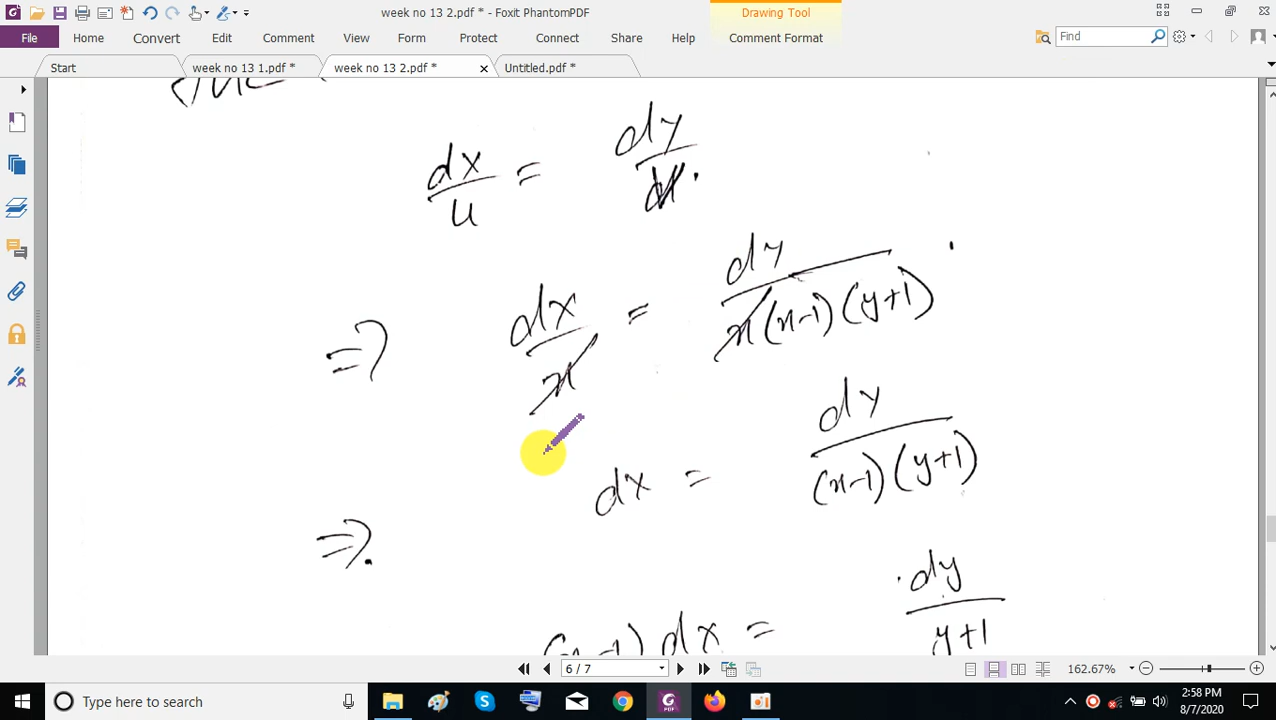 week no 13 2.pdf * - Foxit PhantomPDF
Drawing Tool
File Home Convert Edit Comment View Form Protect Connect Share Help Comment Format Find
Start week no 13 1.pdf * week no 13 2.pdf * Untitled.pdf *
dx/u = dy/
=> dx/x = dy/x(x-1)(y+1)
dx = dy/(x-1)(y+1)
=>.
(x-1) dx = dy/y+1
6 / 7 162.67%
Type here to search 2:58 PM
8/7/2020